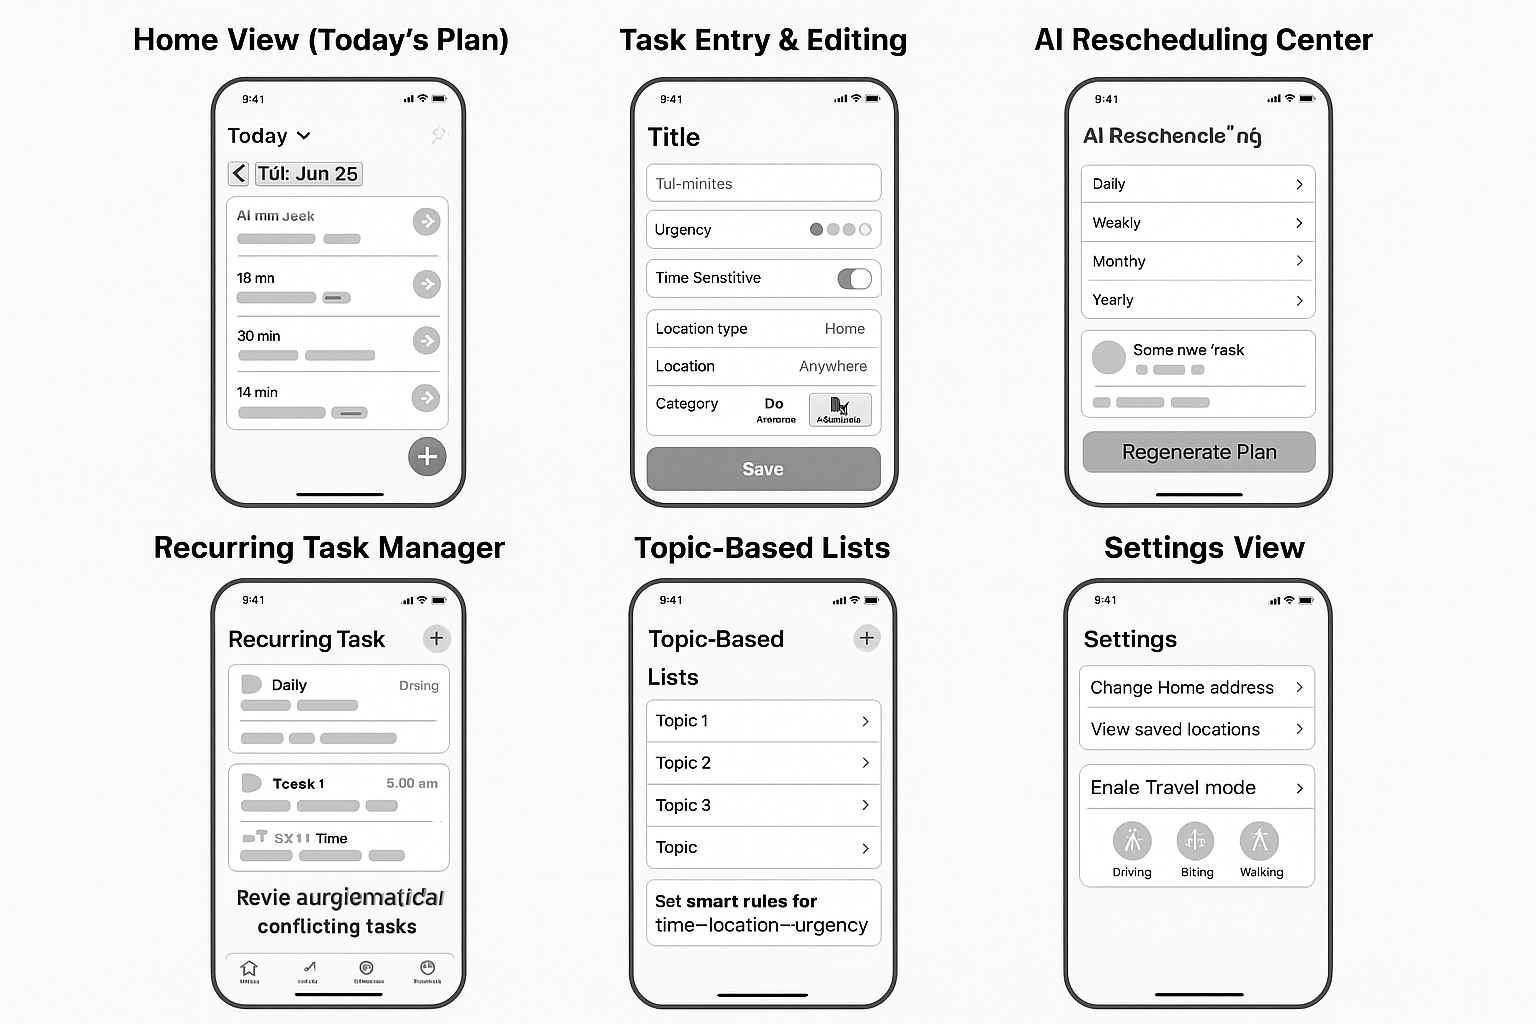 Home View (Today's Plan)
9:41
Today
Túl: Jun 25
AI mm Jeek
18 mn
30 min
14 min
Task Entry & Editing
9:41
Title
Tul-minites
Urgency
Time Senstitive
Location type Home
Location Anywhere
Category Do
Save
AI Rescheduling Center
9:41
AI Reschencle"nǵ
Daily
Weakly
Monthy
Yearly
Some nwe 'rask
Regenerate Plan
Recurring Task Manager
9:41
Recurring Task
Daily Drsing
Tcesk 1 5.00 am
SX11 Time
Revie
conflicting tasks
Topic-Based Lists
9:41
Topic-Based
Lists
Topic 1
Topic 2
Topic 3
Topic
Set smart rules for
time–location–-urgency
Settings View
9:41
Settings
Change Home address
View saved locations
Enale Travel mode
Driving Biting Walking